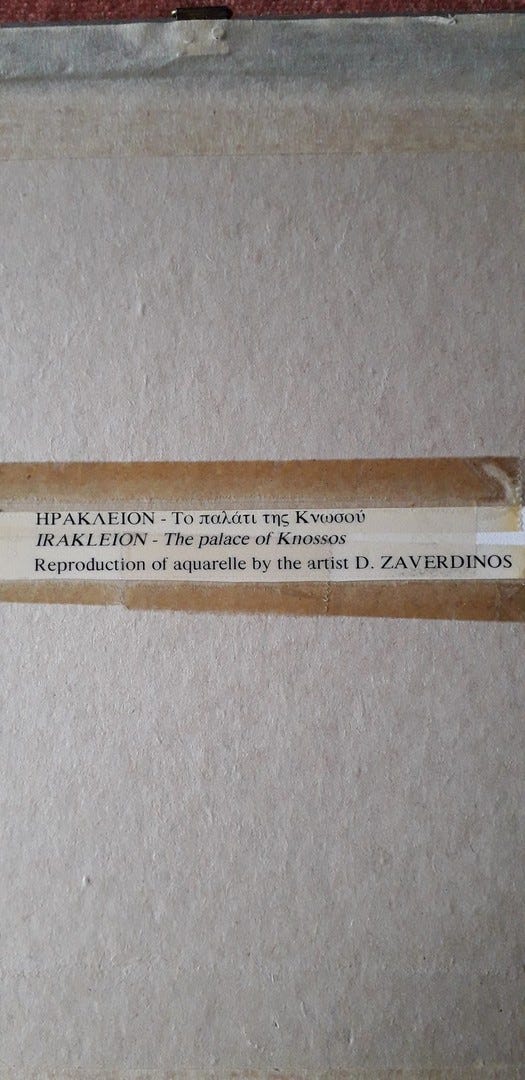 ΗΡΑΚΛΕΙΟΝ - Το παλάτι της Κνωσού
IRAKLEION - The palace of Knossos
Reproduction of aquarelle by the artist D. ZAVERDINOS